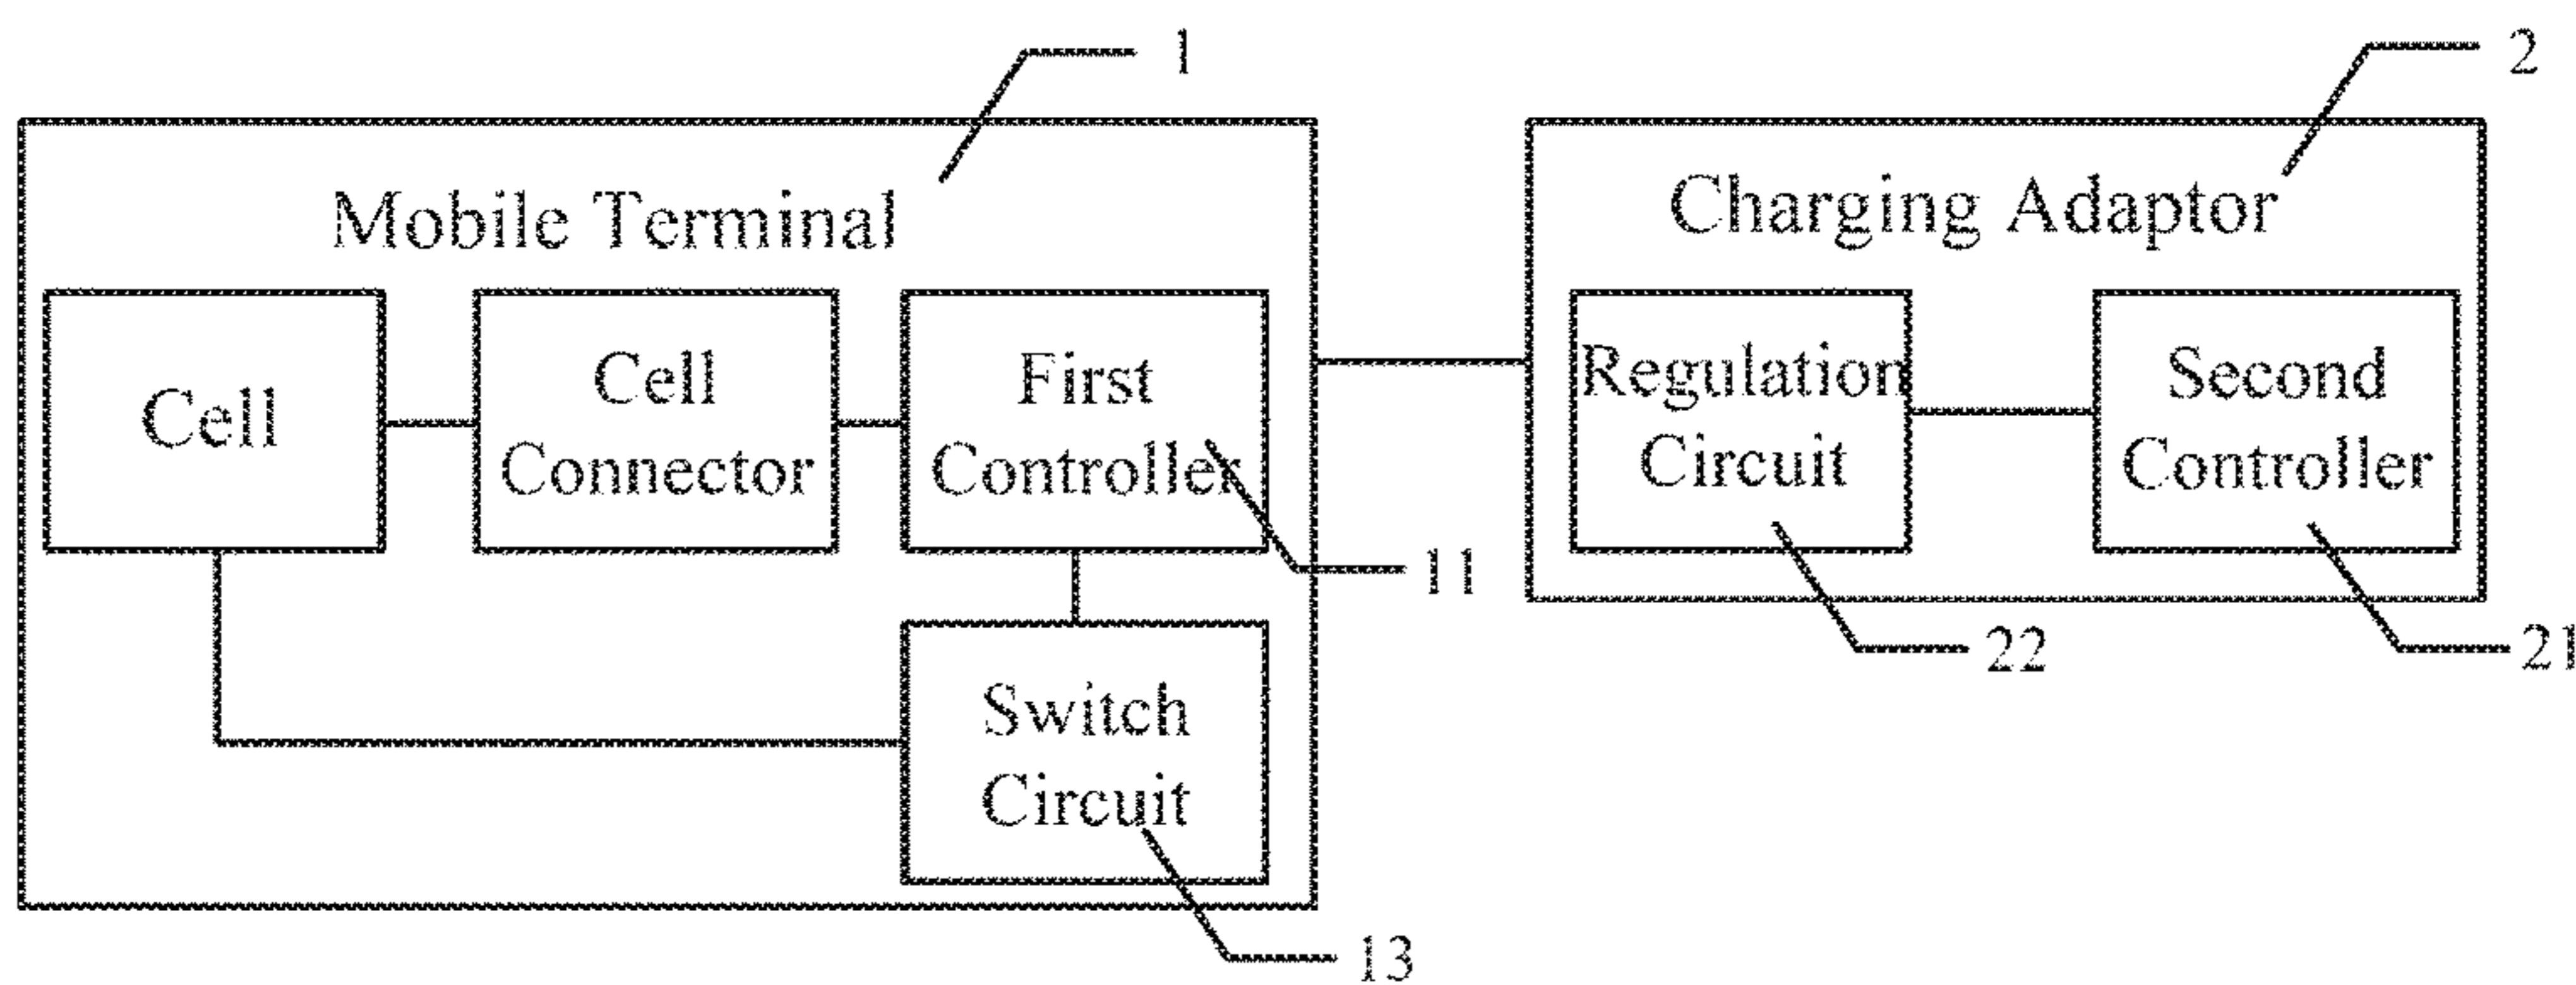 1
2
Mobile Terminal
Charging Adaptor
Cell
Cell
Connector
First
Controller
11
Switch
Circuit
13
Regulation
Circuit
22
Second
Controller
21